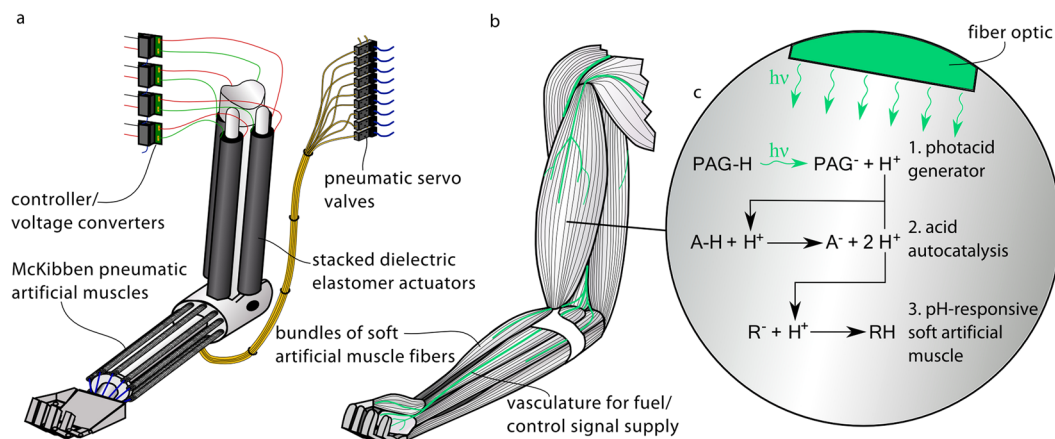 a
controller/
voltage converters
pneumatic servo
valves
McKibben pneumatic
artificial muscles
stacked dielectric
elastomer actuators
b
bundles of soft
artificial muscle fibers
vasculature for fuel/
control signal supply
c
fiber optic
hν
PAG-H hν PAG⁻ + H⁺
1. photacid
generator
A-H + H⁺ A⁻ + 2 H⁺
2. acid
autocatalysis
R⁻ + H⁺ RH
3. pH-responsive
soft artificial
muscle